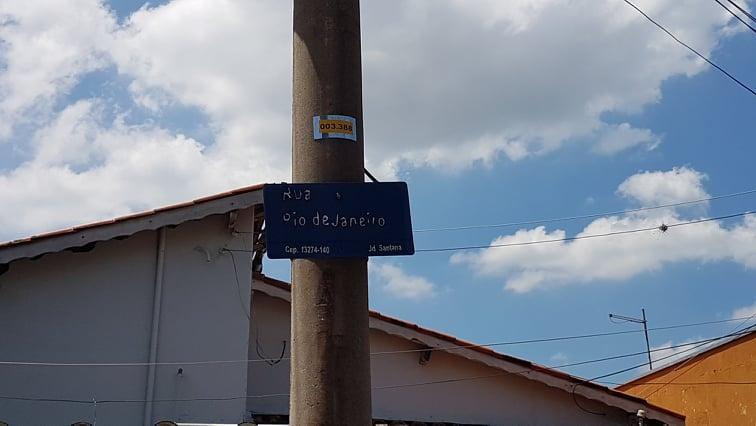 003.388
Rua
Rio de Janeiro
Cep. 13274-140 Jd. Santana